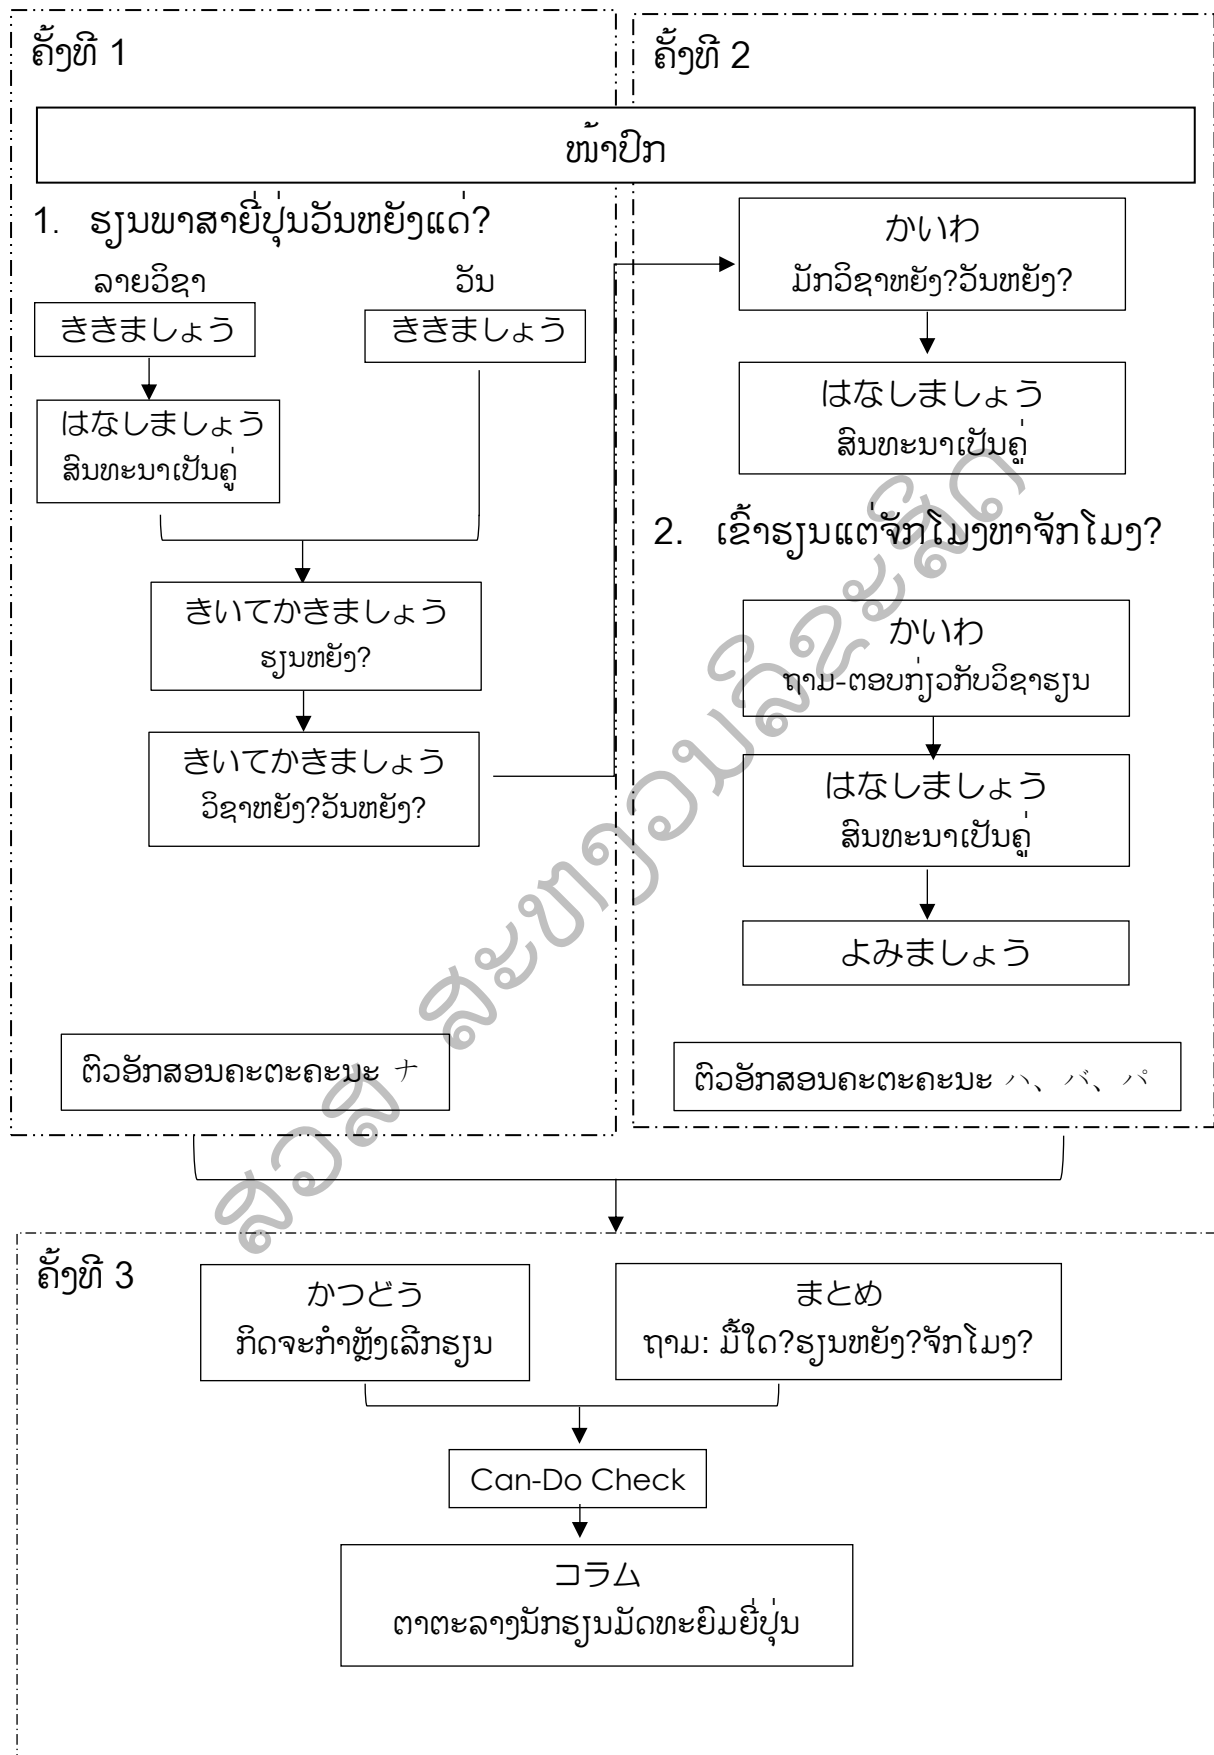 ຄັ້ງທີ 1
ໜ້າປົກ
1. ຮຽນພາສາຍີ່ປຸ່ນວັນຫຍັງແດ່?
ລາຍວິຊາ
ວັນ
ききましょう
ききましょう
はなしましょう
ສົນທະນາເປັນຄູ່
きいてかきましょう
ຮຽນຫຍັງ?
きいてかきましょう
ວິຊາຫຍັງ?ວັນຫຍັງ?
ຕົວອັກສອນຄະຕະຄະນະ ナ
ຄັ້ງທີ 2
かいわ
ມັກວິຊາຫຍັງ?ວັນຫຍັງ?
はなしましょう
ສົນທະນາເປັນຄູ່
2. ເຂົ້າຮຽນແຕ່ຈັກໂມງຫາຈັກໂມງ?
かいわ
ຖາມ-ຕອບກ່ຽວກັບວິຊາຮຽນ
はなしましょう
ສົນທະນາເປັນຄູ່
よみましょう
ຕົວອັກສອນຄະຕະຄະນະ ハ、バ、パ
ຄັ້ງທີ 3
かつどう
ກິດຈະກຳຫຼັງເລີກຮຽນ
まとめ
ຖາມ: ມື້ໃດ?ຮຽນຫຍັງ?ຈັກໂມງ?
Can-Do Check
コラム
ຕາຕະລາງນັກຮຽນມັດທະຍົມຍີ່ປຸ່ນ
ສວສ ສະຫງວນລິຂະສິດ